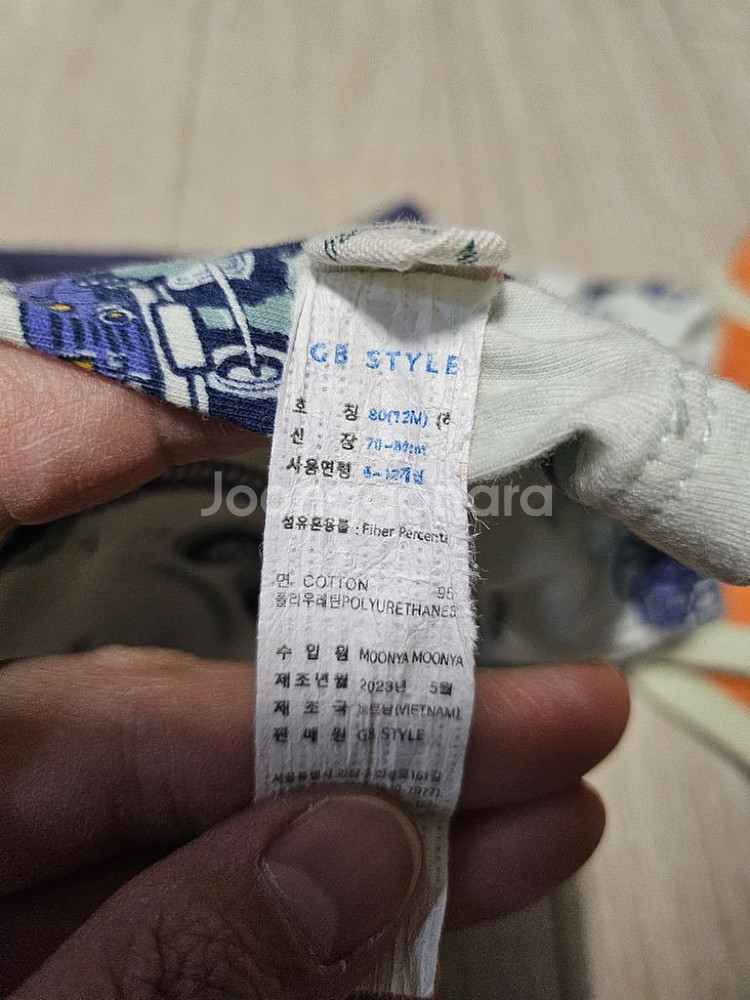 GB STYLE
호 칭 80(12M)
신 장 70~80cm
사용연령 6~12개월
섬유혼용률 : Fiber Percent
면 COTTON 95
폴리우레탄POLYURETHANE5
수 입 원 MOONYA MOONYA
제조년월 2023년 5월
제 조 국 베트남(VIETNAM)
판 매 원 GB STYLE
Joongonara